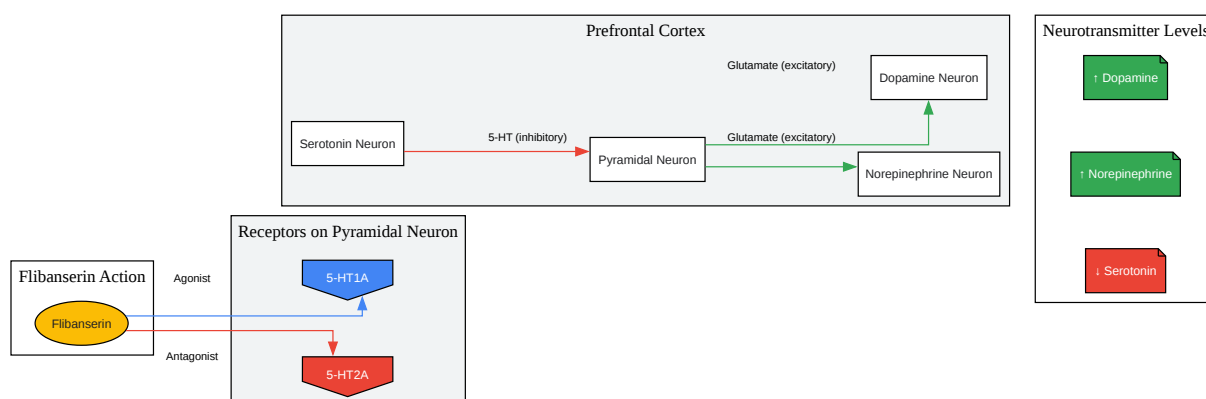 Prefrontal Cortex
Glutamate (excitatory)
Dopamine Neuron
Serotonin Neuron
5-HT (inhibitory)
Pyramidal Neuron
Glutamate (excitatory)
Norepinephrine Neuron
Neurotransmitter Levels
↑ Dopamine
↑ Norepinephrine
↓ Serotonin
Receptors on Pyramidal Neuron
5-HT1A
5-HT2A
Flibanserin Action
Flibanserin
Agonist
Antagonist